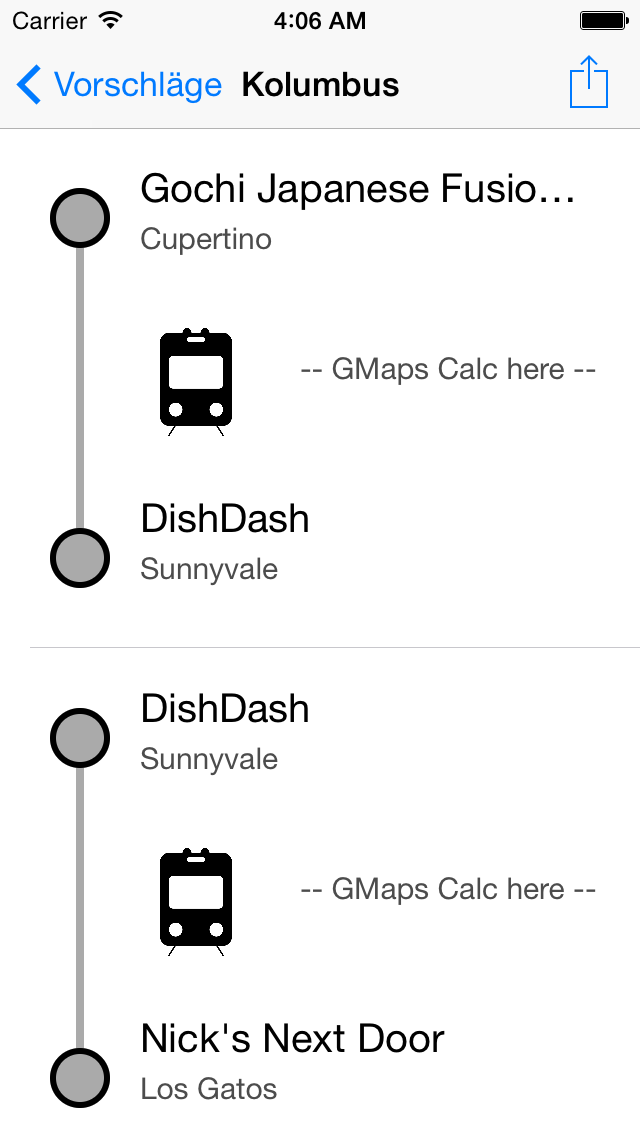 Carrier 4:06 AM
Vorschläge Kolumbus
Gochi Japanese Fusio...
Cupertino
-- GMaps Calc here --
DishDash
Sunnyvale
DishDash
Sunnyvale
-- GMaps Calc here --
Nick's Next Door
Los Gatos